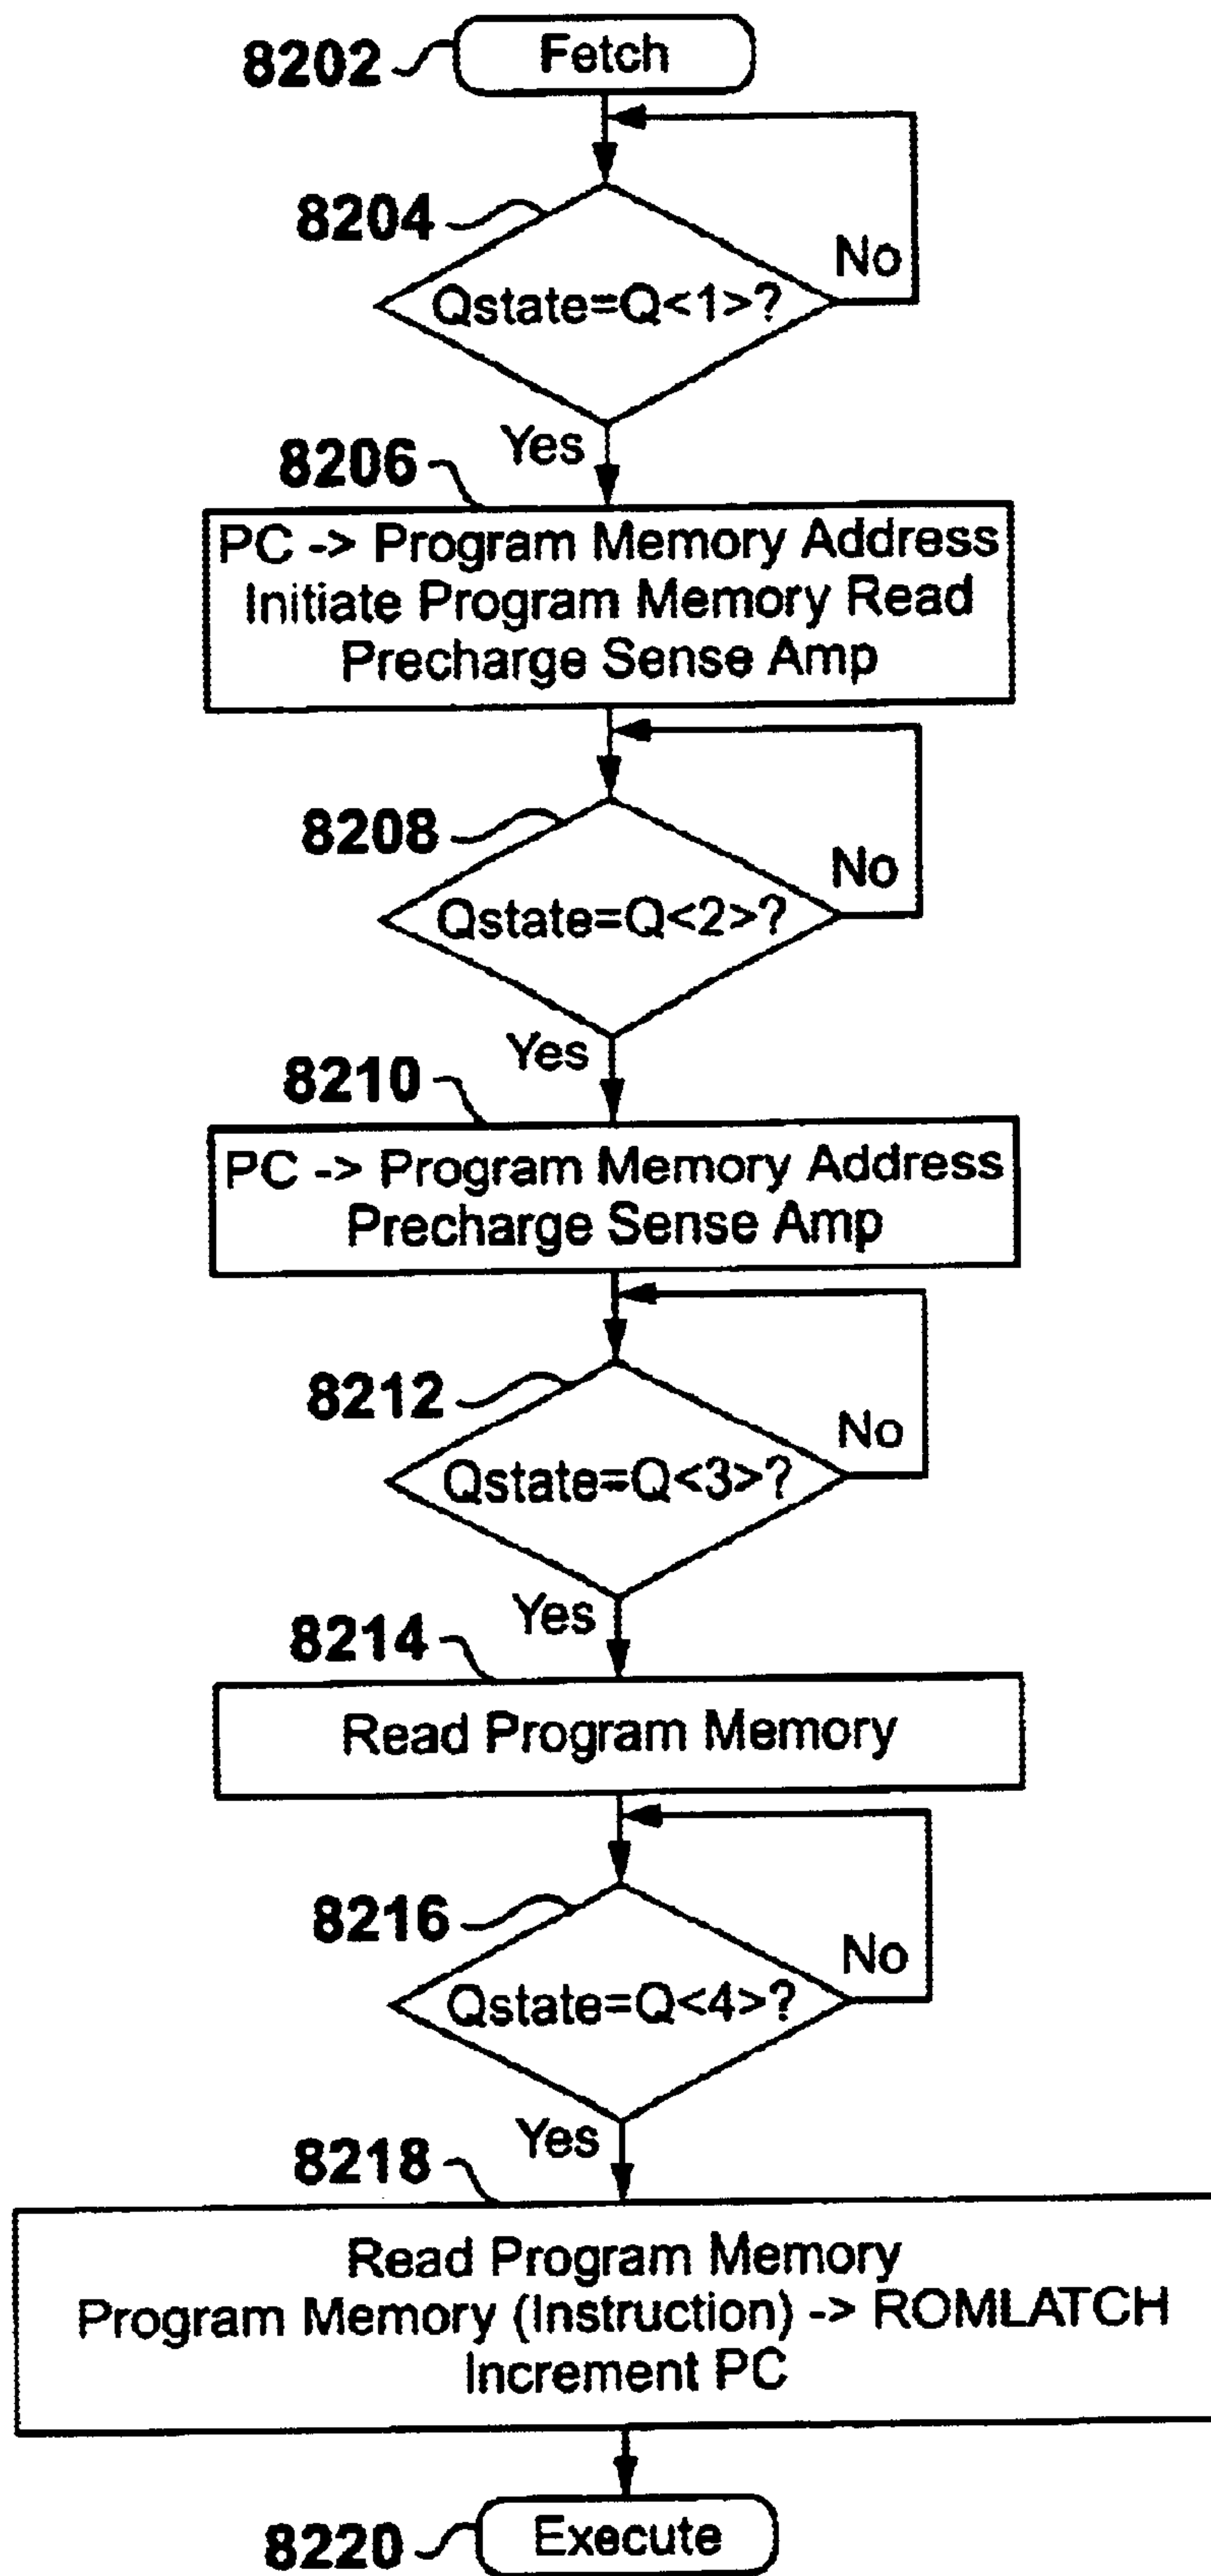 8202
Fetch
8204
No
Qstate=Q<1>?
Yes
8206
PC -> Program Memory Address
Initiate Program Memory Read
Precharge Sense Amp
8208
No
Qstate=Q<2>?
Yes
8210
PC -> Program Memory Address
Precharge Sense Amp
8212
No
Qstate=Q<3>?
Yes
8214
Read Program Memory
8216
No
Qstate=Q<4>?
Yes
8218
Read Program Memory
Program Memory (Instruction) -> ROMLATCH
Increment PC
8220
Execute